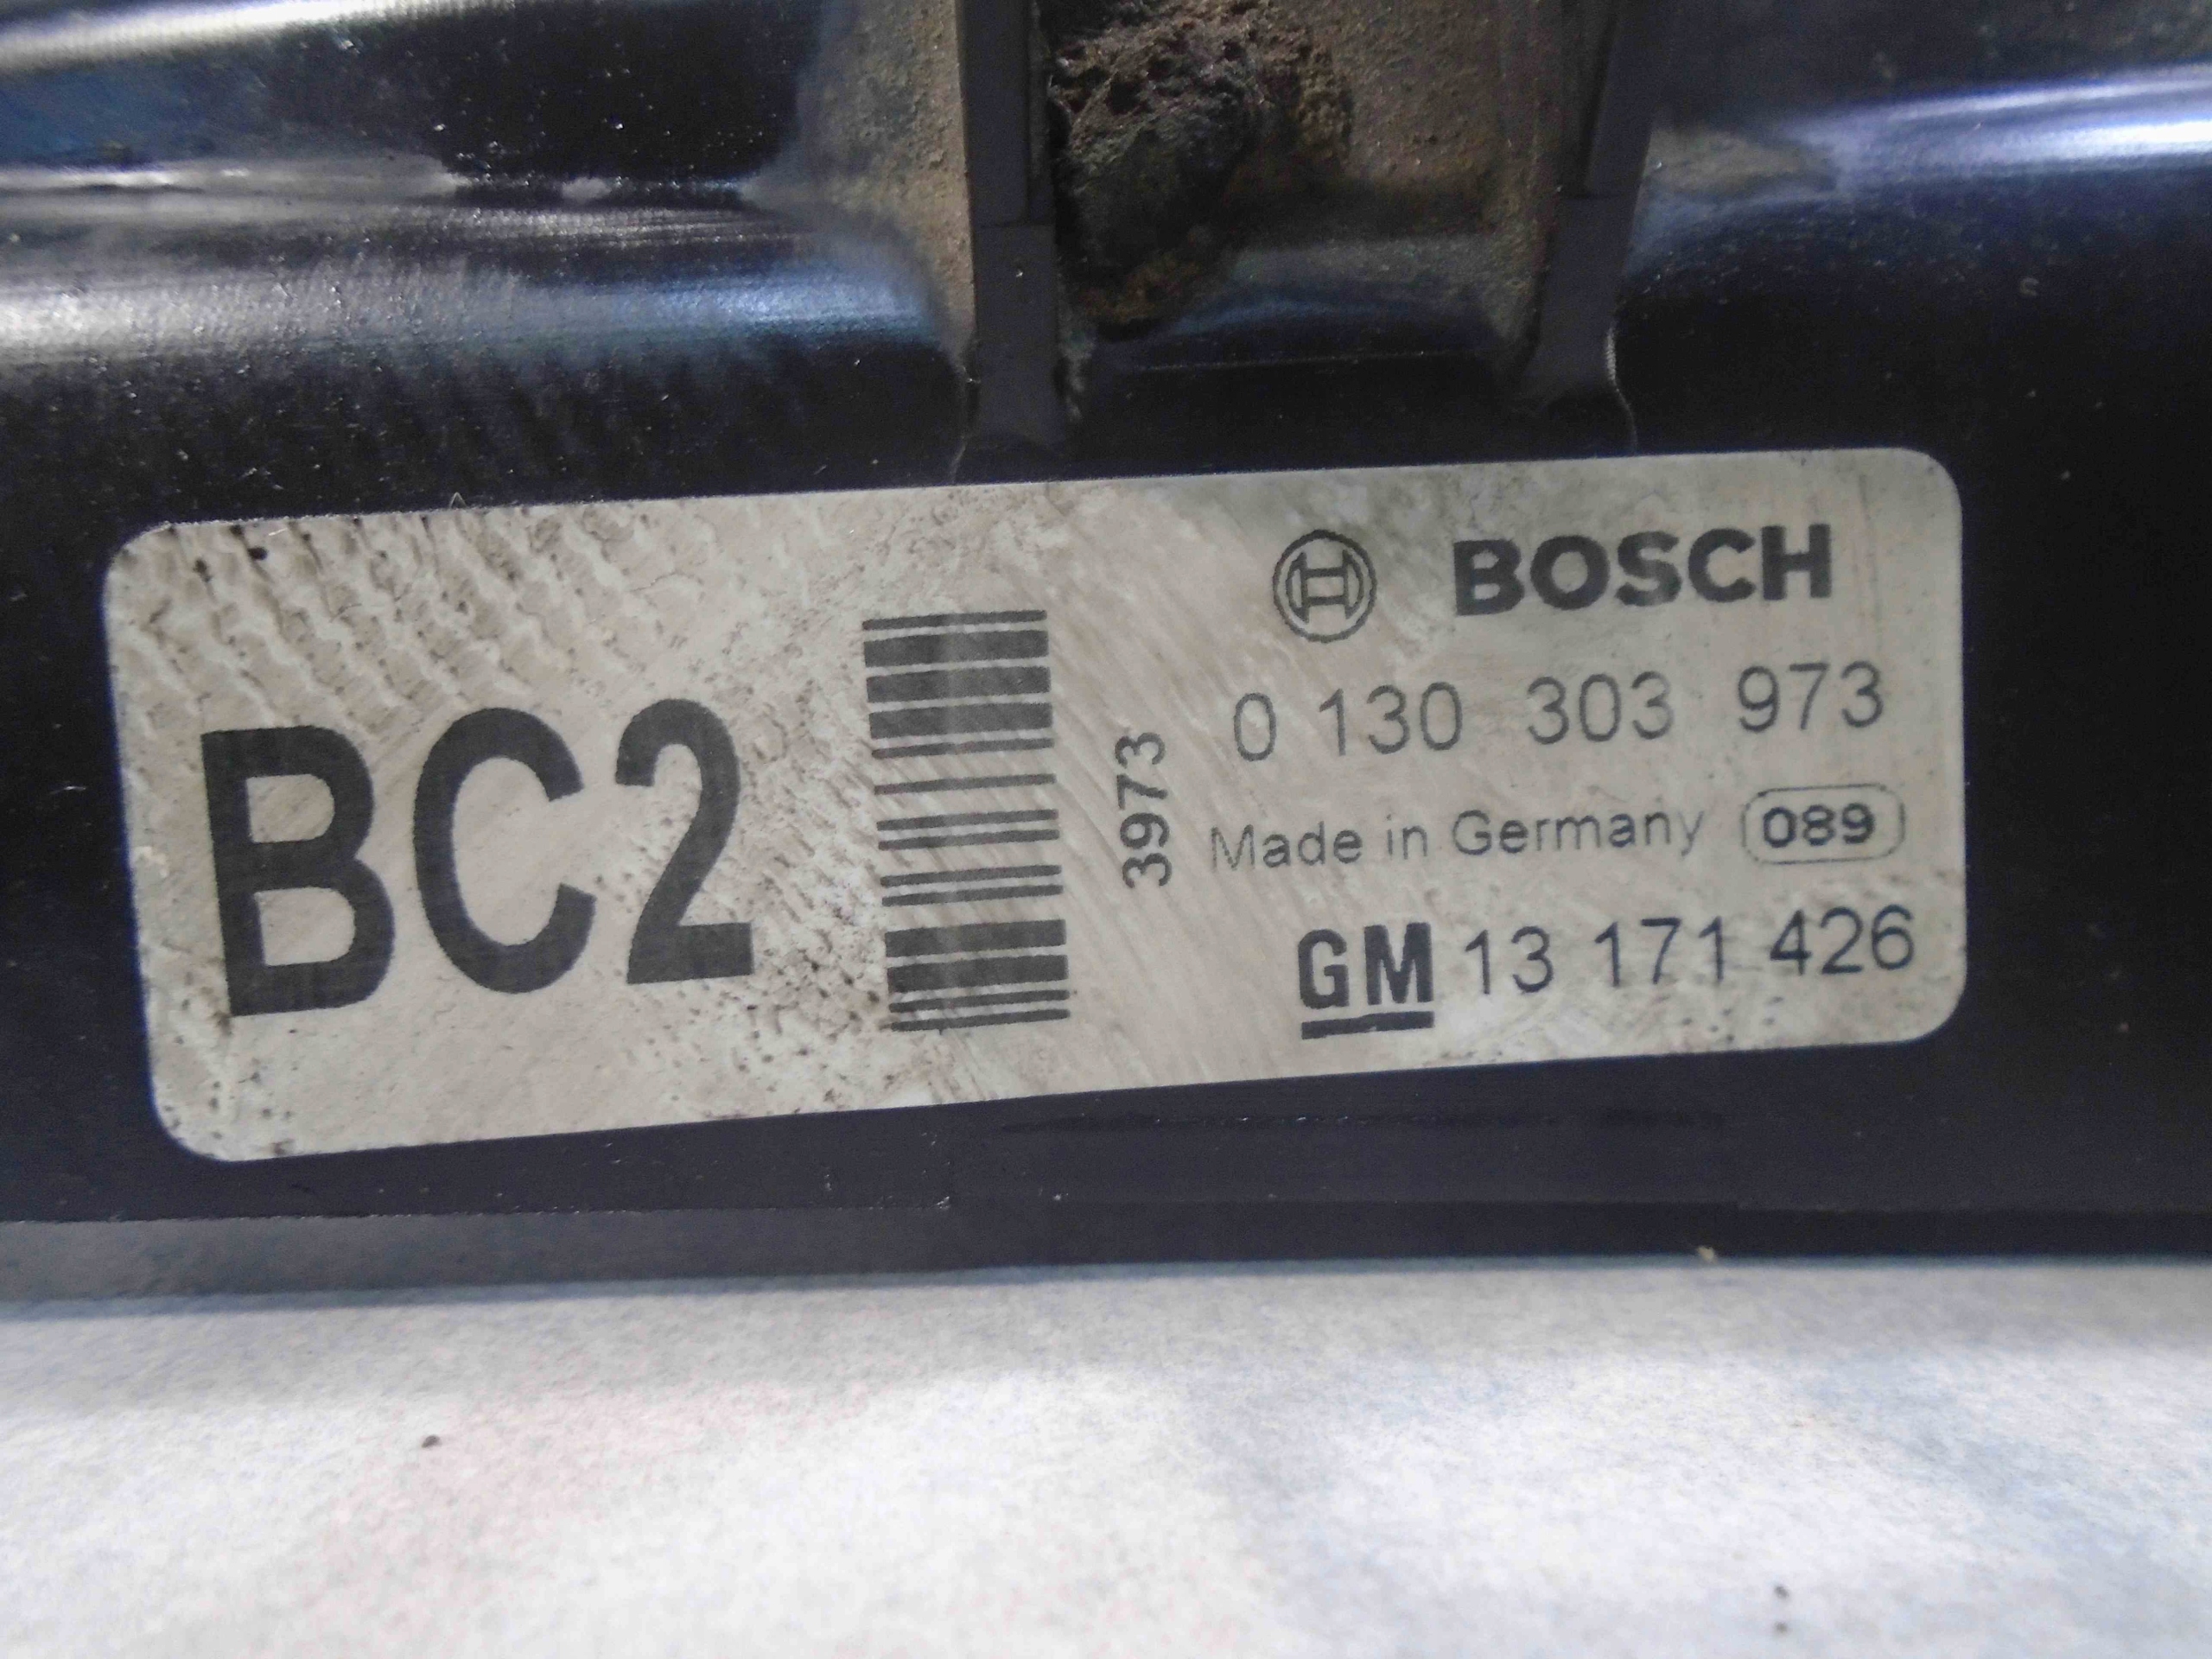 BC2
3973
BOSCH
0 130 303 973
Made in Germany 089
GM 13 171 426